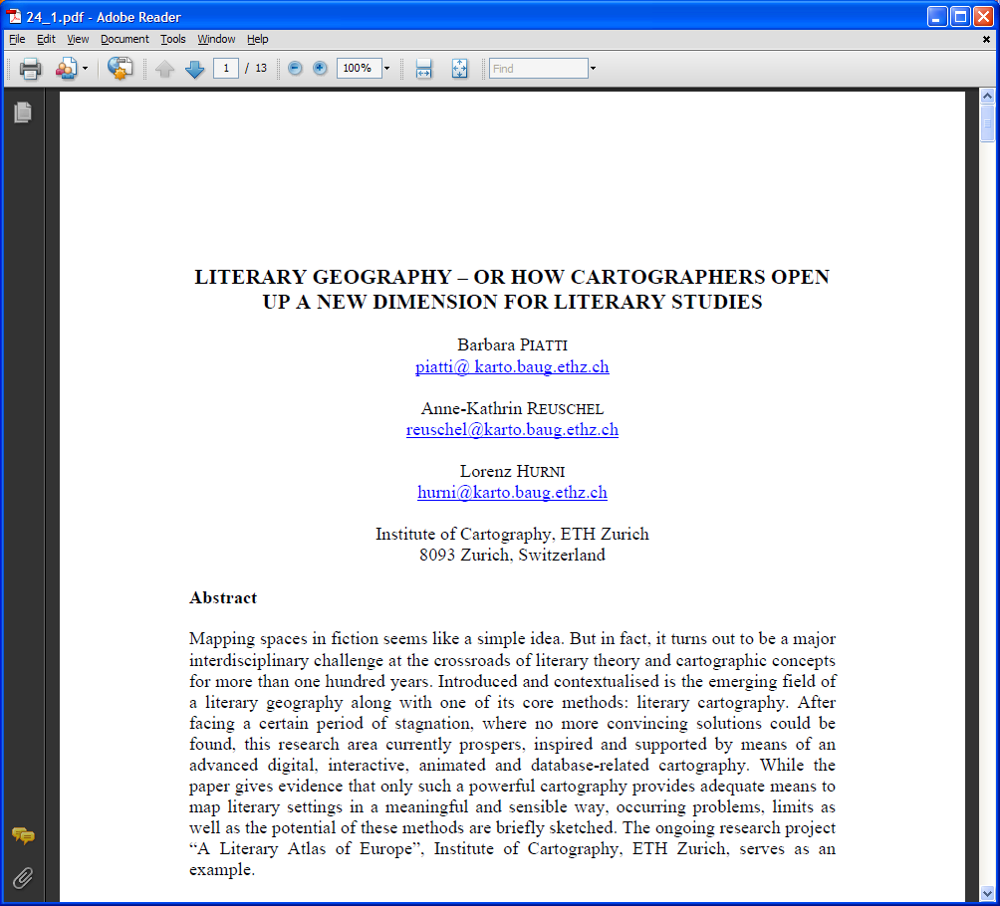 24_1.pdf - Adobe Reader
File Edit View Document Tools Window Help
1 / 13 100% Find
LITERARY GEOGRAPHY – OR HOW CARTOGRAPHERS OPEN
UP A NEW DIMENSION FOR LITERARY STUDIES
Barbara PIATTI
piatti@ karto.baug.ethz.ch
Anne-Kathrin REUSCHEL
reuschel@karto.baug.ethz.ch
Lorenz HURNI
hurni@karto.baug.ethz.ch
Institute of Cartography, ETH Zurich
8093 Zurich, Switzerland
Abstract
Mapping spaces in fiction seems like a simple idea. But in fact, it turns out to be a major
interdisciplinary challenge at the crossroads of literary theory and cartographic concepts
for more than one hundred years. Introduced and contextualised is the emerging field of
a literary geography along with one of its core methods: literary cartography. After
facing a certain period of stagnation, where no more convincing solutions could be
found, this research area currently prospers, inspired and supported by means of an
advanced digital, interactive, animated and database-related cartography. While the
paper gives evidence that only such a powerful cartography provides adequate means to
map literary settings in a meaningful and sensible way, occurring problems, limits as
well as the potential of these methods are briefly sketched. The ongoing research project
“A Literary Atlas of Europe”, Institute of Cartography, ETH Zurich, serves as an
example.